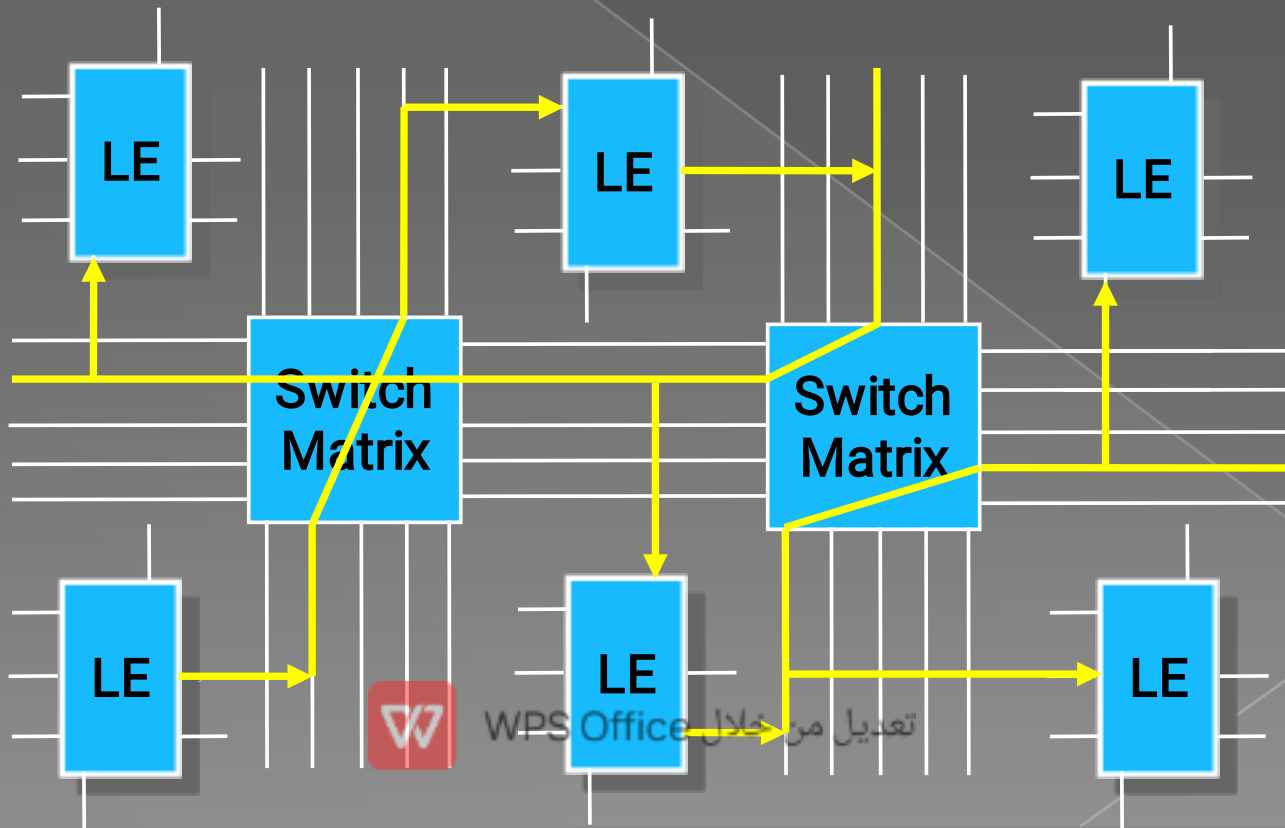 LE
LE
LE
Switch
Matrix
Switch
Matrix
LE
LE
LE
WPS Office تعديل من خلال